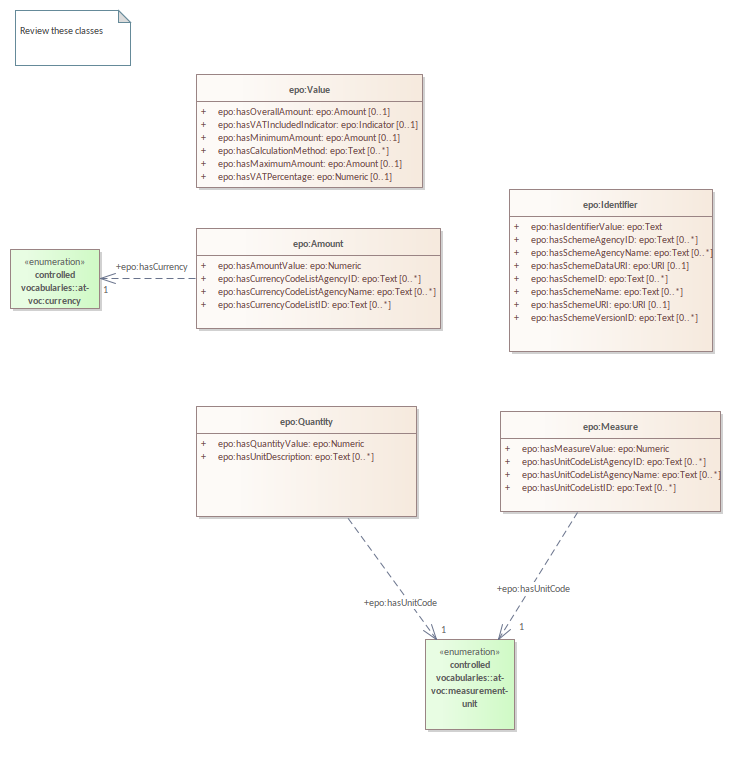 Review these classes
epo:Value
+ epo:hasOverallAmount: epo:Amount [0..1]
+ epo:hasVATIncludedIndicator: epo:Indicator [0..1]
+ epo:hasMinimumAmount: epo:Amount [0..1]
+ epo:hasCalculationMethod: epo:Text [0..*]
+ epo:hasMaximumAmount: epo:Amount [0..1]
+ epo:hasVATPercentage: epo:Numeric [0..1]
epo:Identifier
+ epo:hasIdentifierValue: epo:Text
+ epo:hasSchemeAgencyID: epo:Text [0..*]
+ epo:hasSchemeAgencyName: epo:Text [0..*]
+ epo:hasSchemeDataURI: epo:URI [0..1]
+ epo:hasSchemeID: epo:Text [0..*]
+ epo:hasSchemeName: epo:Text [0..*]
+ epo:hasSchemeURI: epo:URI [0..1]
+ epo:hasSchemeVersionID: epo:Text [0..*]
epo:Amount
+ epo:hasAmountValue: epo:Numeric
+ epo:hasCurrencyCodeListAgencyID: epo:Text [0..*]
+ epo:hasCurrencyCodeListAgencyName: epo:Text [0..*]
+ epo:hasCurrencyCodeListID: epo:Text [0..*]
+epo:hasCurrency
1
«enumeration»
controlled
vocabularies::at-
voc:currency
epo:Quantity
+ epo:hasQuantityValue: epo:Numeric
+ epo:hasUnitDescription: epo:Text [0..*]
epo:Measure
+ epo:hasMeasureValue: epo:Numeric
+ epo:hasUnitCodeListAgencyID: epo:Text [0..*]
+ epo:hasUnitCodeListAgencyName: epo:Text [0..*]
+ epo:hasUnitCodeListID: epo:Text [0..*]
+epo:hasUnitCode
1
+epo:hasUnitCode
1
«enumeration»
controlled
vocabularies::at-
voc:measurement-
unit